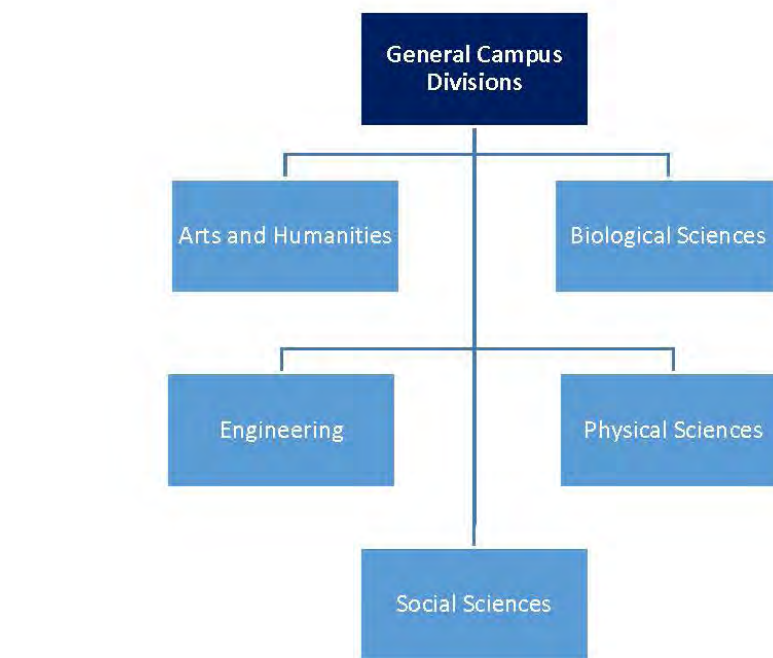 General Campus
Divisions
Arts and Humanities
Biological Sciences
Engineering
Physical Sciences
Social Sciences